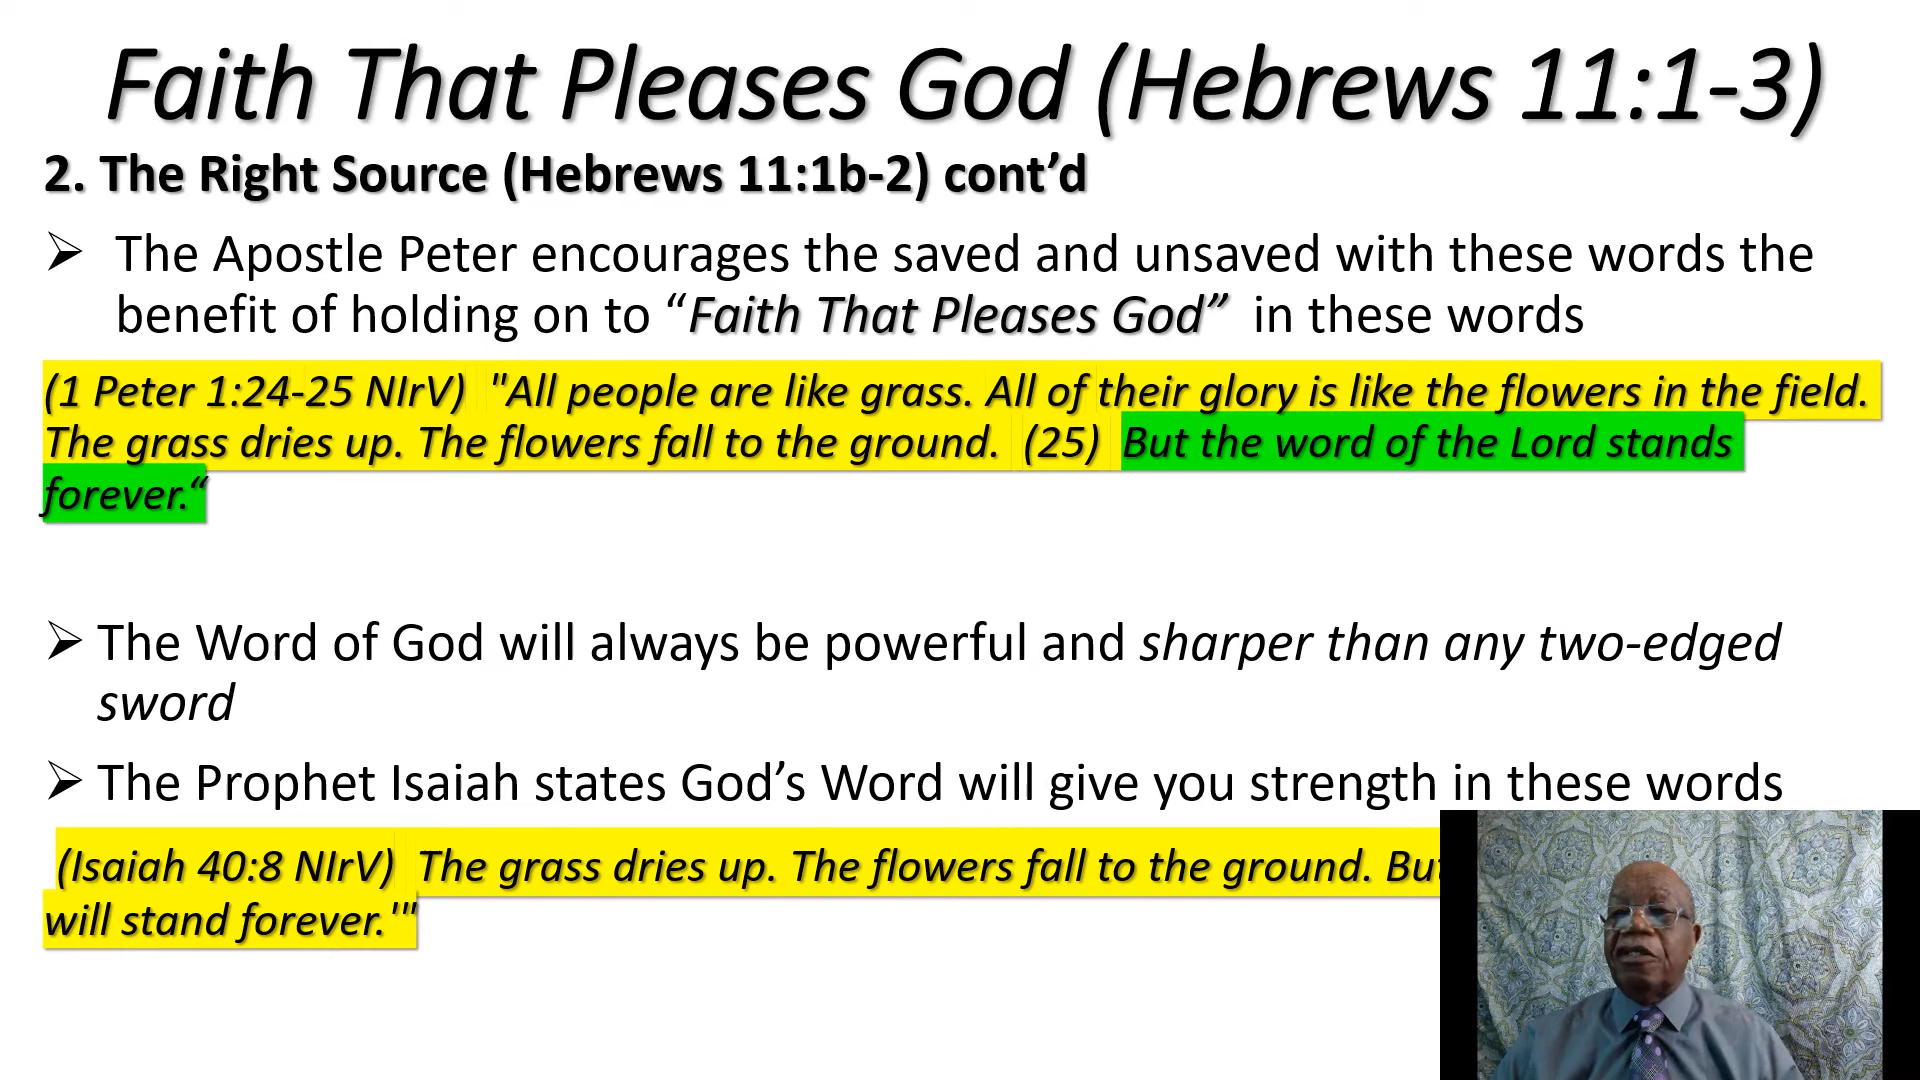 Faith That Pleases God (Hebrews 11:1-3)
2. The Right Source (Hebrews 11:1b-2) cont’d
➢ The Apostle Peter encourages the saved and unsaved with these words the
benefit of holding on to “Faith That Pleases God” in these words
(1 Peter 1:24-25 NIrV) "All people are like grass. All of their glory is like the flowers in the field.
The grass dries up. The flowers fall to the ground. (25) But the word of the Lord stands
forever.“
➢ The Word of God will always be powerful and sharper than any two-edged
sword
➢ The Prophet Isaiah states God’s Word will give you strength in these words
(Isaiah 40:8 NIrV) The grass dries up. The flowers fall to the ground. But
will stand forever.'"